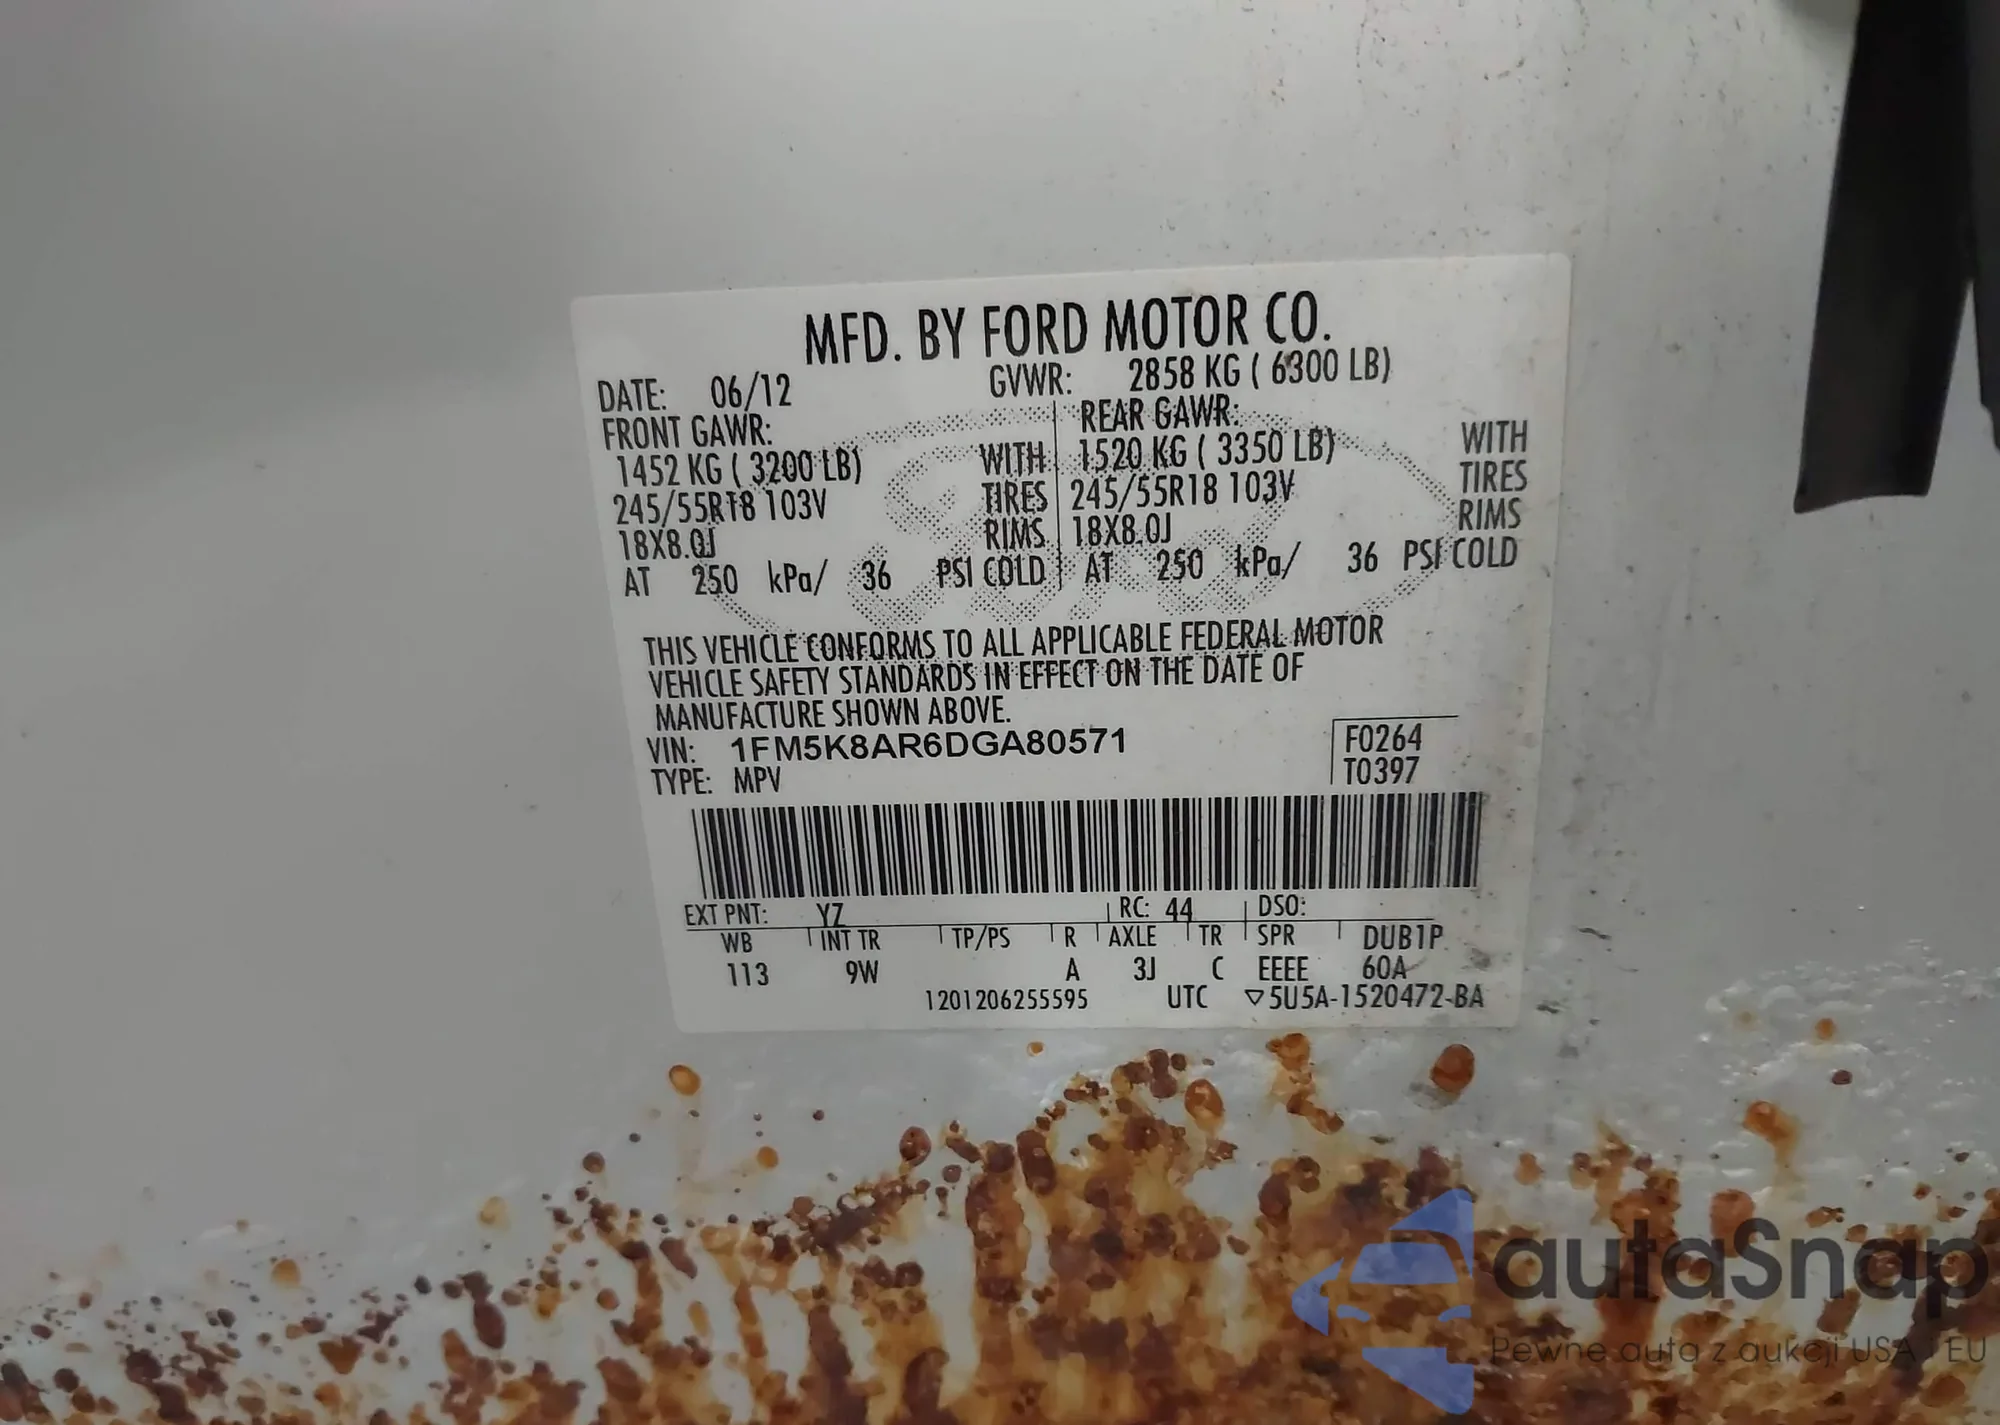 MFD. BY FORD MOTOR CO.
DATE: 06/12 GVWR: 2858 KG ( 6300 LB)
FRONT GAWR: REAR GAWR:
1452 KG ( 3200 LB) WITH 1520 KG ( 3350 LB) WITH
245/55R18 103V TIRES 245/55R18 103V TIRES
18X8.0J RIMS 18X8.0J RIMS
AT 250 kPa/ 36 PSI COLD AT 250 kPa/ 36 PSI COLD
THIS VEHICLE CONFORMS TO ALL APPLICABLE FEDERAL MOTOR
VEHICLE SAFETY STANDARDS IN EFFECT ON THE DATE OF
MANUFACTURE SHOWN ABOVE.
VIN: 1FM5K8AR6DGA80571 F0264
TYPE: MPV T0397
EXT PNT: YZ RC: 44 DSO:
WB INT TR TP/PS R AXLE TR SPR DUB1P
113 9W A 3J C EEEE 60A
1201206255595 UTC ▽5U5A-1520472-BA
autaSnap
Pewne auta z aukcji USA i EU